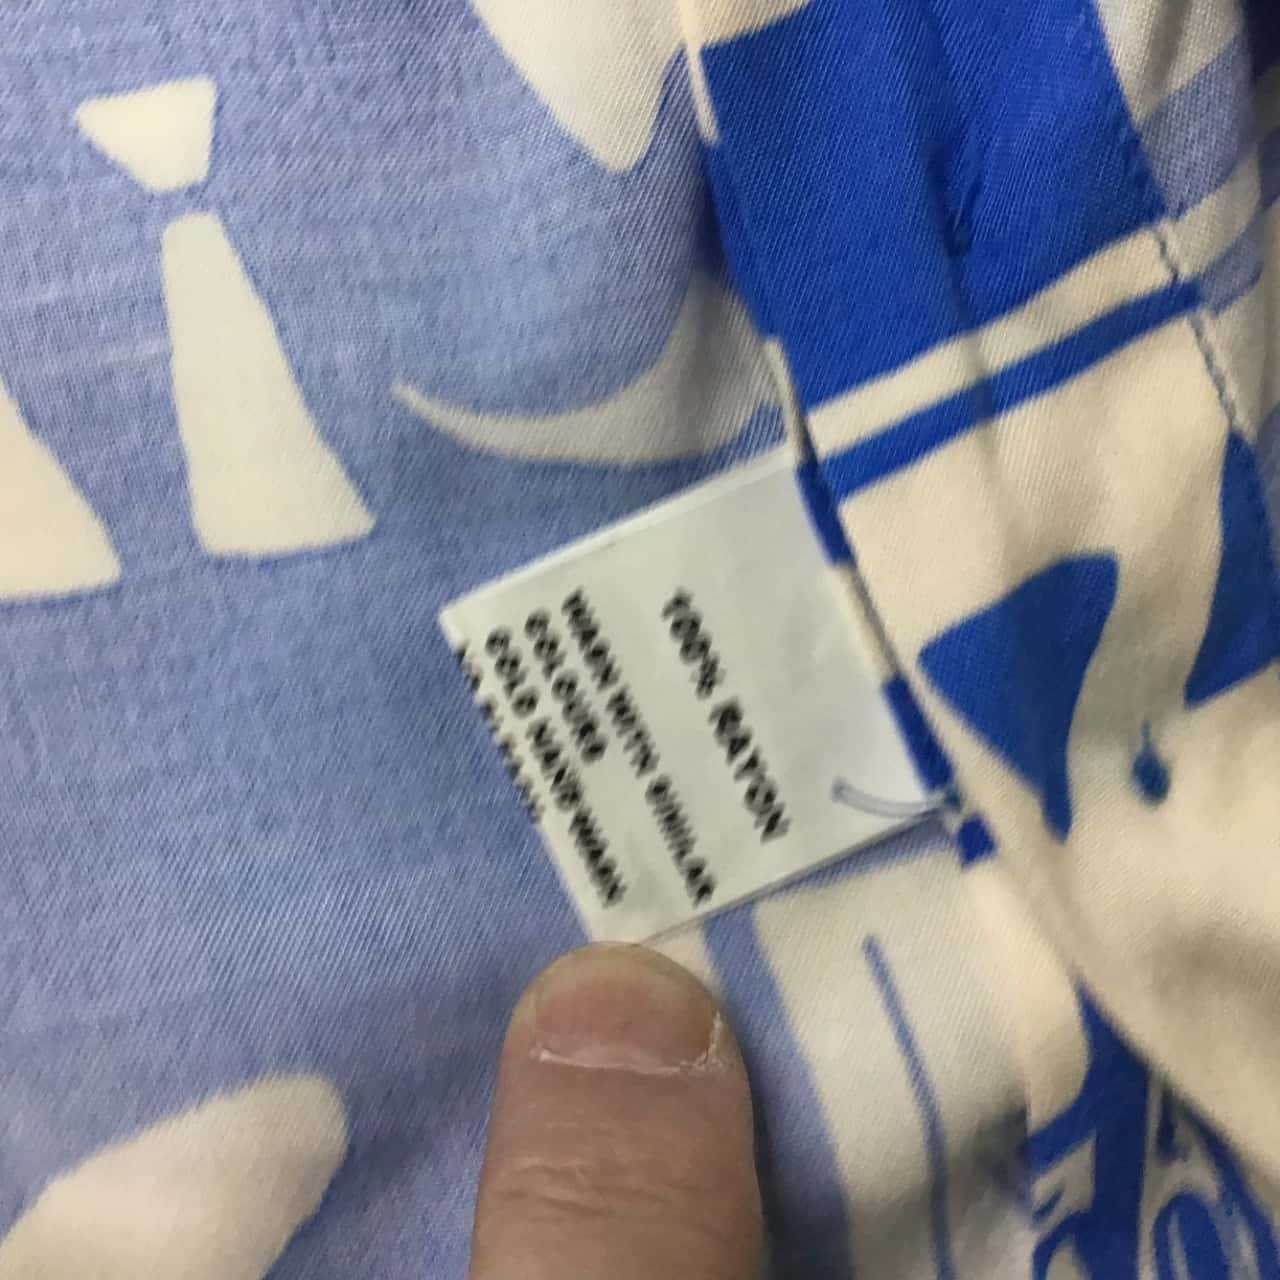 100% RAYON
WASH WITH SIMILAR
COLOURS
COLD HAND WASH